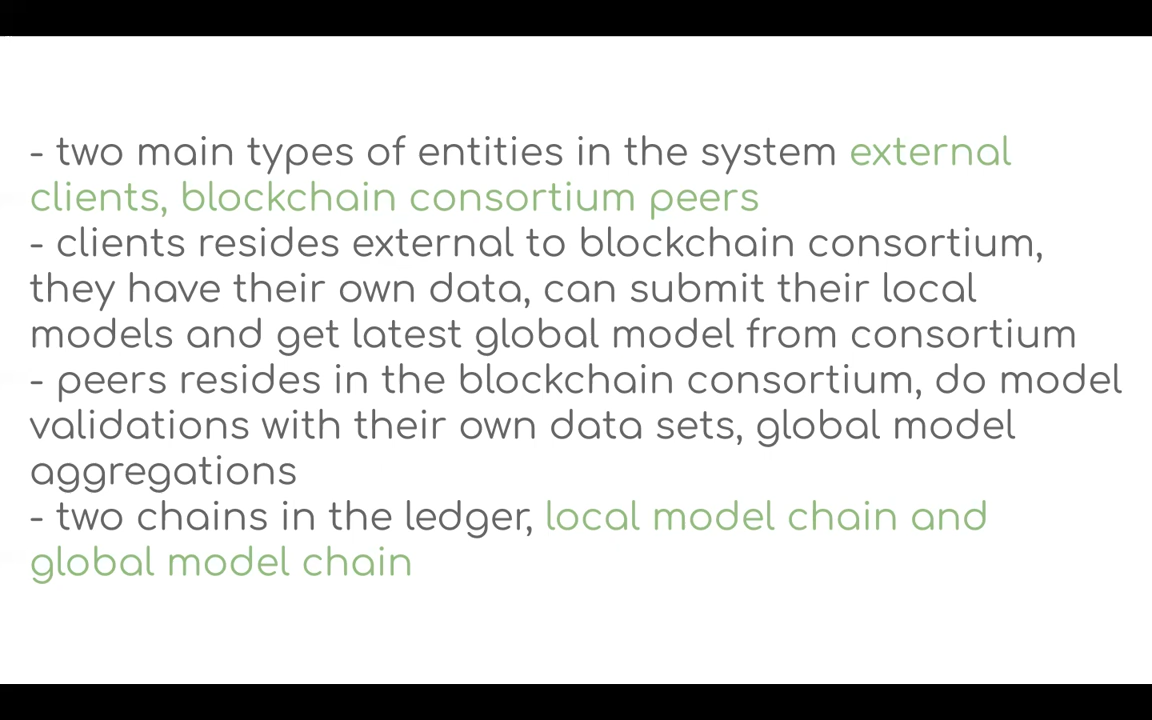 - two main types of entities in the system external
clients, blockchain consortium peers
- clients resides external to blockchain consortium,
they have their own data, can submit their local
models and get latest global model from consortium
- peers resides in the blockchain consortium, do model
validations with their own data sets, global model
aggregations
- two chains in the ledger, local model chain and
global model chain